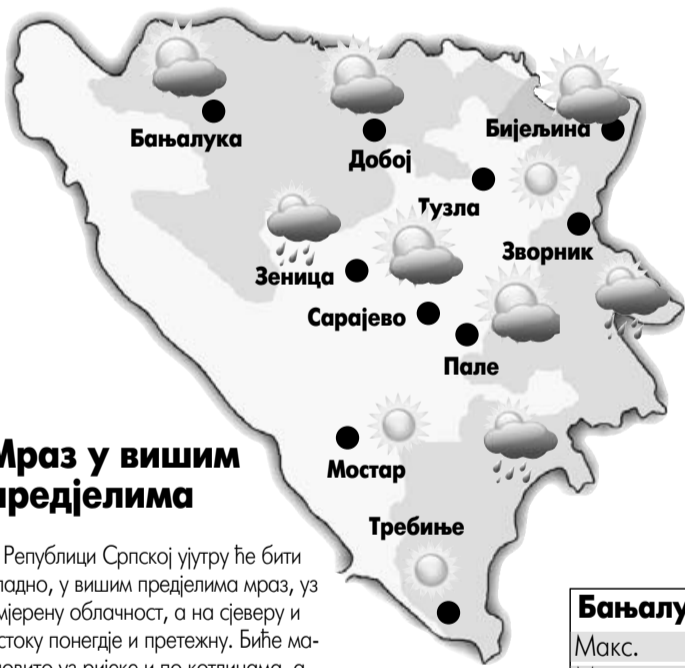 Бањалука
Добој
Бијељина
Тузла
Зворник
Зеница
Сарајево
Пале
Мостар
Требиње
Мраз у вишим
предјелима
Републици Српској ујутру ће бити
ладно, у вишим предјелима мраз, уз
мјерену облачност, а на сјеверу и
стоку понегдје и претежну. Биће ма-
Бањалу
Макс.